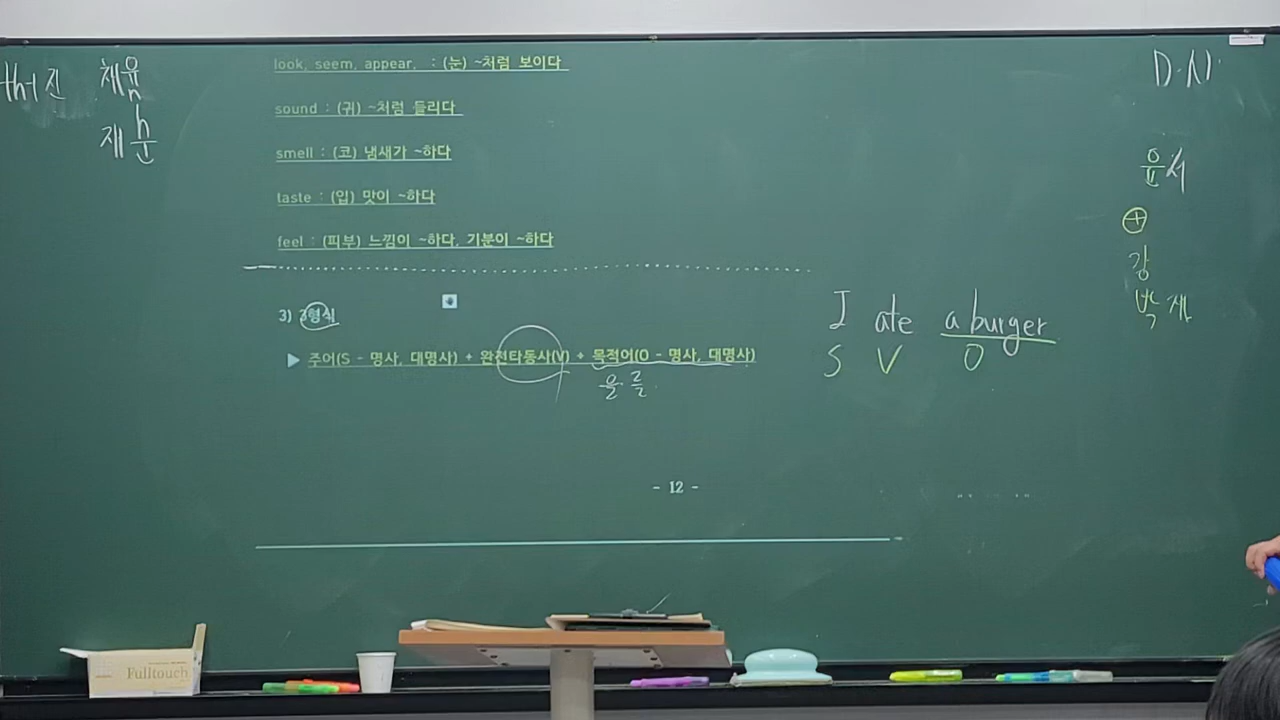 채윤
재훈
look, seem, appear, : (눈) ~처럼 보이다
sound : (귀) ~처럼 들리다
smell : (코) 냄새가 ~하다
taste : (입) 맛이 ~하다
feel : (피부) 느낌이 ~하다, 기분이 ~하다
3) 3형식
▶ 주어(S - 명사, 대명사) + 완전타동사(V) + 목적어(O - 명사, 대명사)
을 를
- 12 -
I ate a burger
S V O
윤서
강
박재
Fulltouch